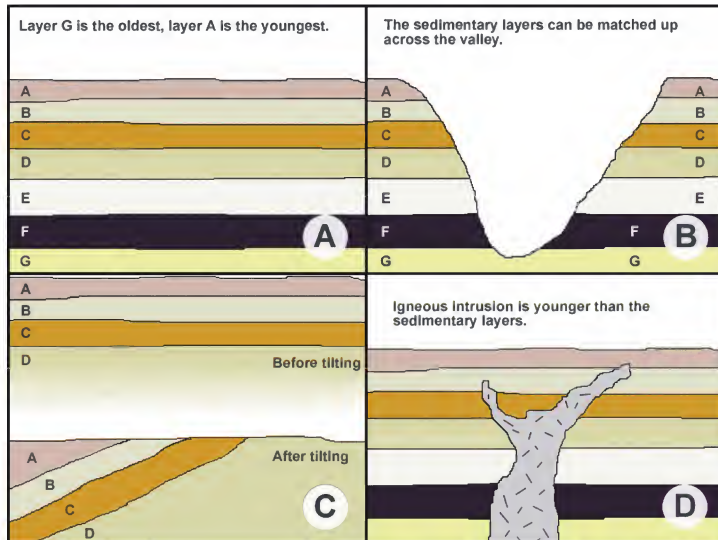 Layer G is the oldest, layer A is the youngest.
A
B
C
D
E
F
G
A
The sedimentary layers can be matched up
across the valley.
A A
B B
C C
D D
E E
F F
G G
B
A
B
C
D Before tilting
After tilting
A
B
C
D
C
Igneous intrusion is younger than the
sedimentary layers.
D